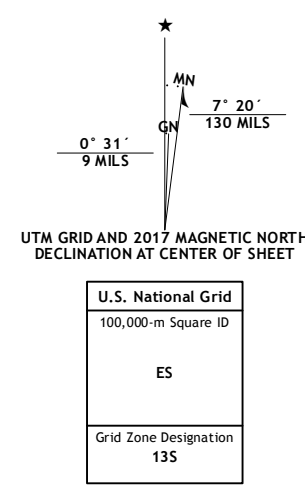 ★
MN
7° 20´
130 MILS
GN
0° 31´
9 MILS
UTM GRID AND 2017 MAGNETIC NORTH
DECLINATION AT CENTER OF SHEET
U.S. National Grid
100,000-m Square ID
ES
Grid Zone Designation
13S